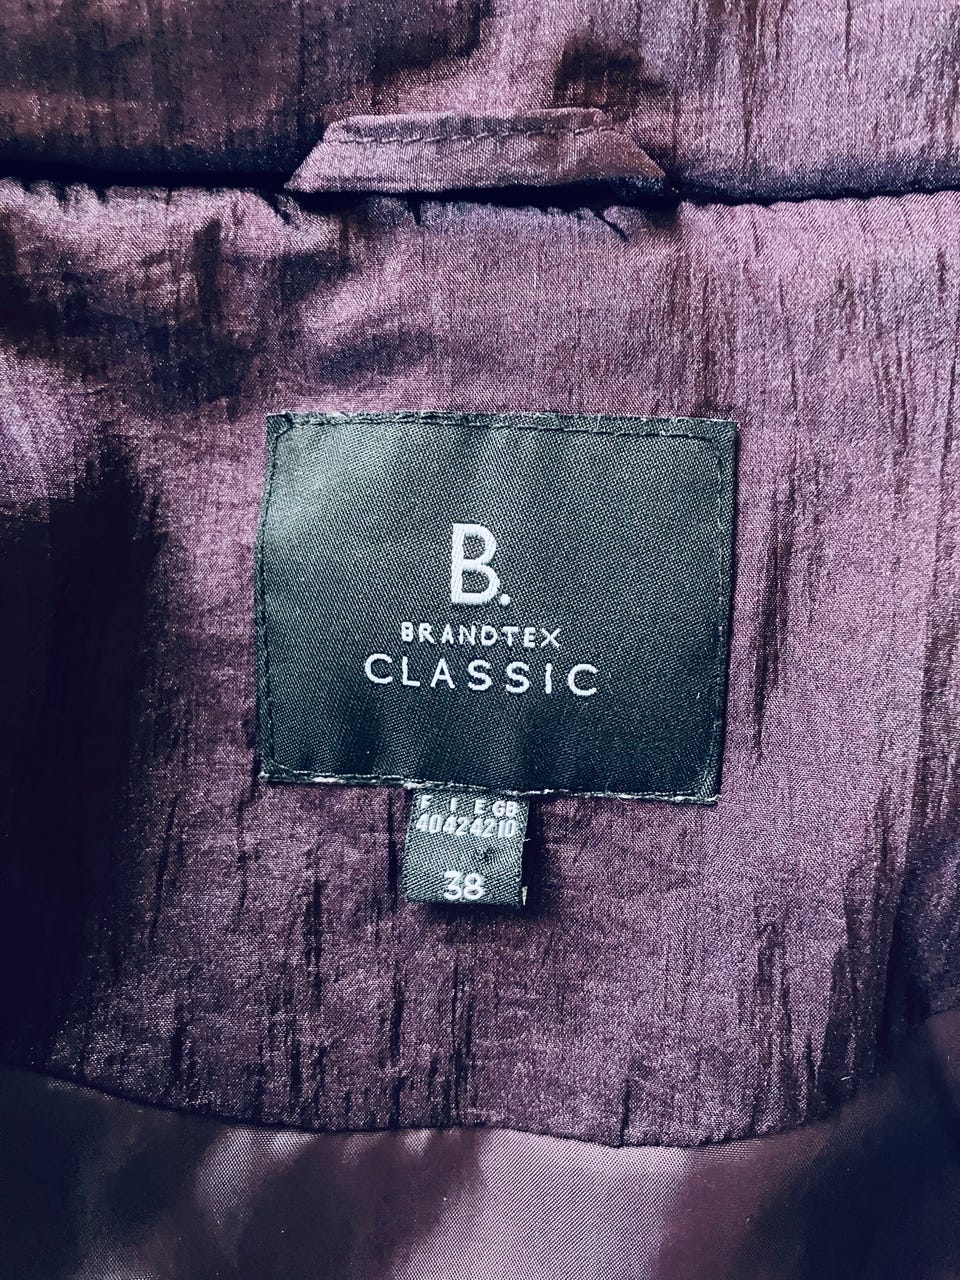 B.
BRANDTEX
CLASSIC
F I E GB
40 42 42 10
38